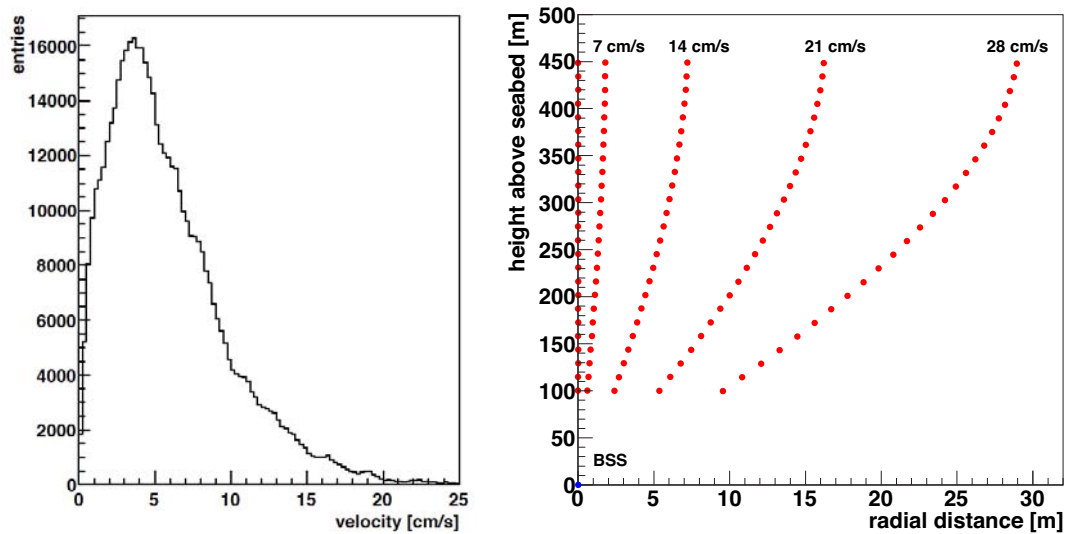 entries
16000
14000
12000
10000
8000
6000
4000
2000
0
0 5 10 15 20 25
velocity [cm/s]
height above seabed [m]
500
450
400
350
300
250
200
150
100
50
0
7 cm/s 14 cm/s 21 cm/s 28 cm/s
BSS
0 5 10 15 20 25 30
radial distance [m]